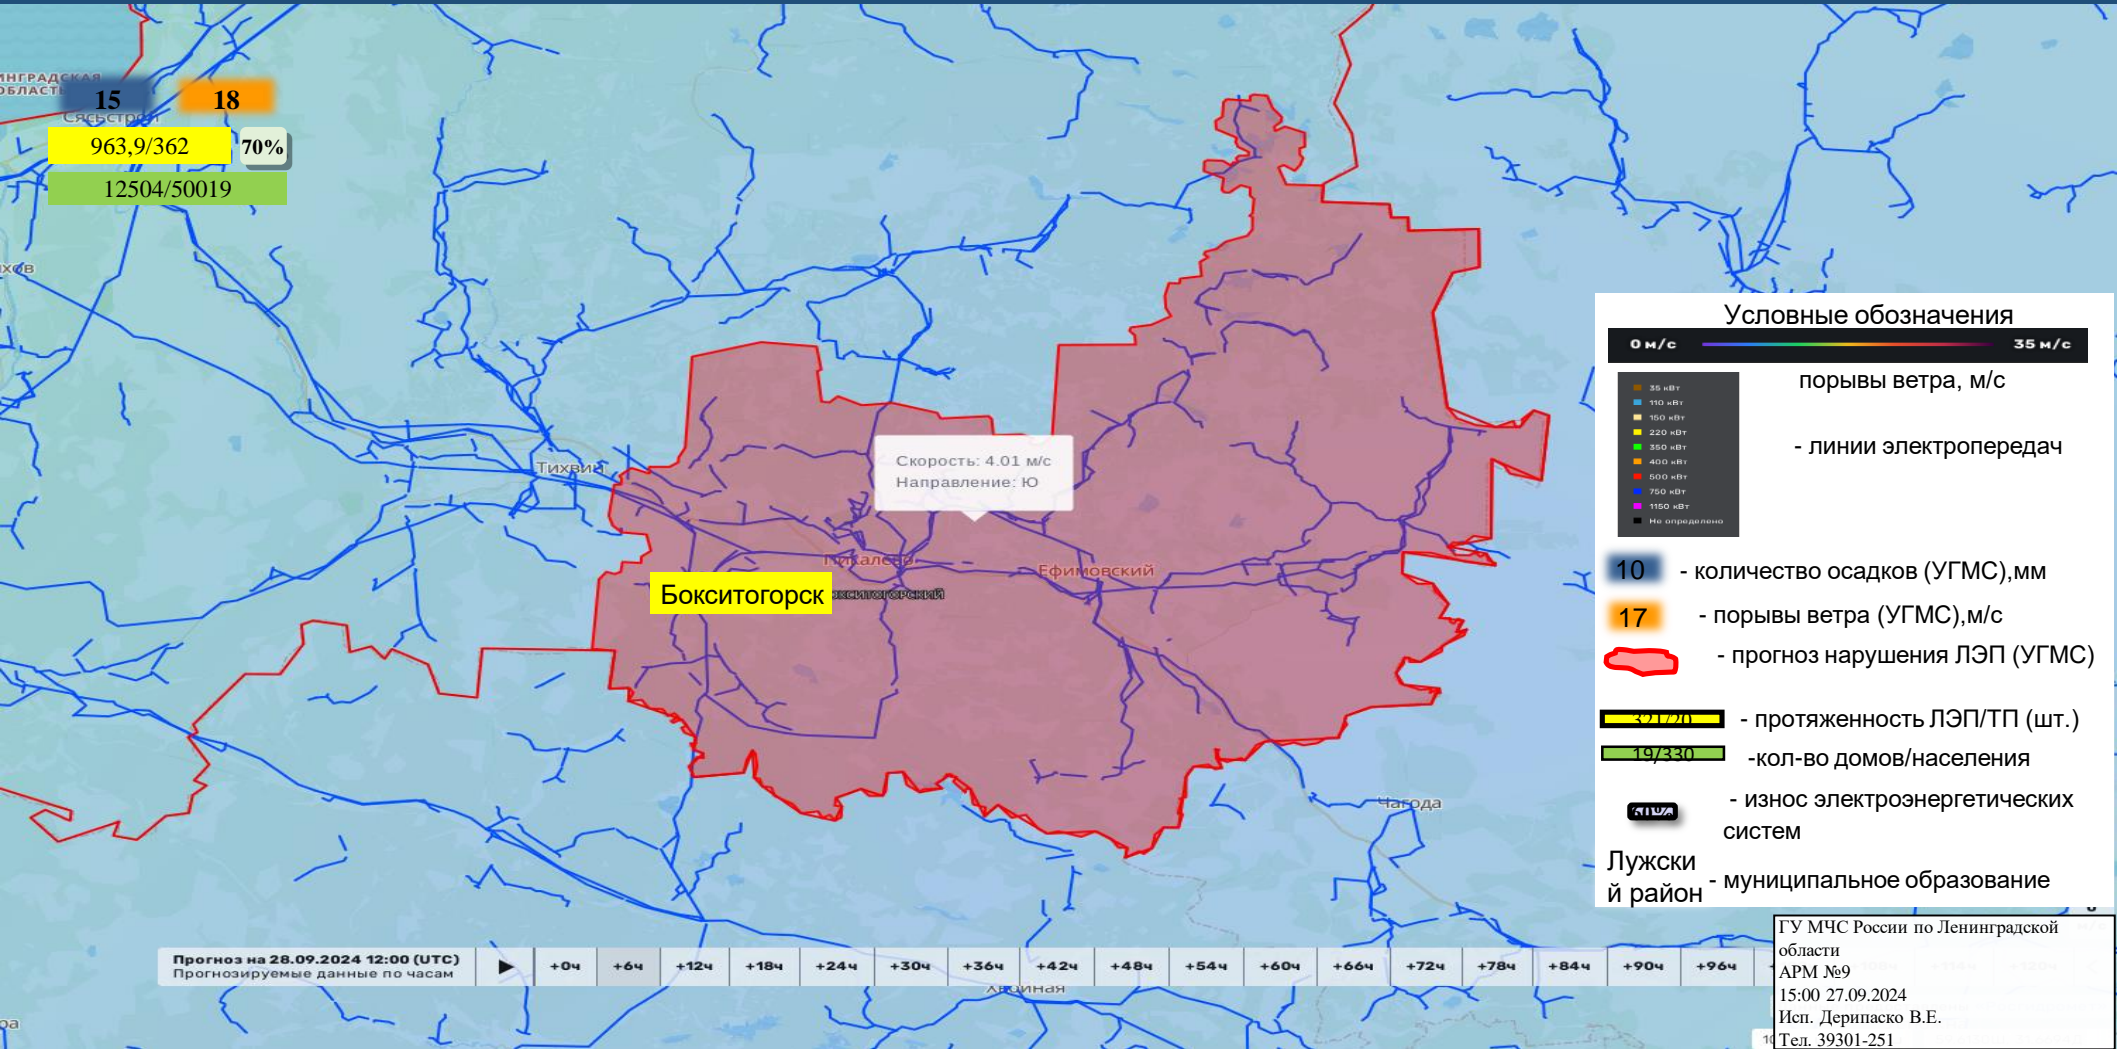 15
18
Сясьстрой
963,9/362
70%
12504/50019
Тихвин
Скорость: 4.01 м/с
Направление: Ю
Пикалево
Ефимовский
Бокситогорск
Чагода
Условные обозначения
0 м/с
35 м/с
порывы ветра, м/с
35 кВт
110 кВт
150 кВт
220 кВт
350 кВт
400 кВт
500 кВт
750 кВт
1150 кВт
Не определено
- линии электропередач
10
- количество осадков (УГМС),мм
17
- порывы ветра (УГМС),м/с
- прогноз нарушения ЛЭП (УГМС)
321/20
- протяженность ЛЭП/ТП (шт.)
19/330
-кол-во домов/населения
- износ электроэнергетических
систем
Лужски
й район
- муниципальное образование
Прогноз на 28.09.2024 12:00 (UTC)
Прогнозируемые данные по часам
+0ч +6ч +12ч +18ч +24ч +30ч +36ч +42ч +48ч +54ч +60ч +66ч +72ч +78ч +84ч +90ч +96ч
Хвойная
ГУ МЧС России по Ленинградской
области
АРМ №9
15:00 27.09.2024
Исп. Дерипаско В.Е.
Тел. 39301-251